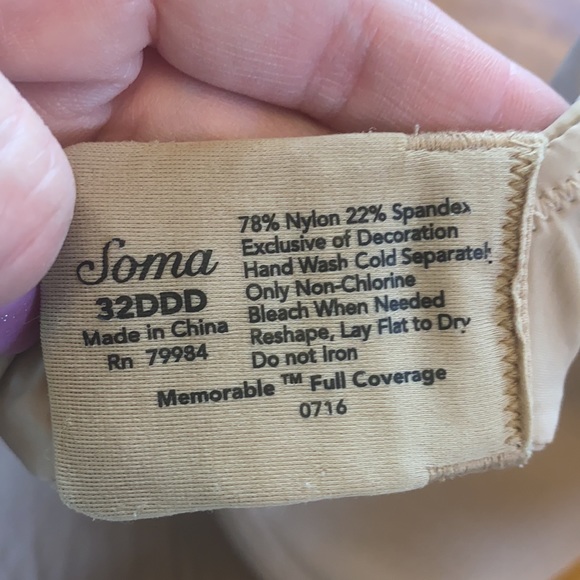 Soma
32DDD
Made in China
Rn 79984
78% Nylon 22% Spandex
Exclusive of Decoration
Hand Wash Cold Separately
Only Non-Chlorine
Bleach When Needed
Reshape, Lay Flat to Dry
Do not Iron
Memorable ™ Full Coverage
0716